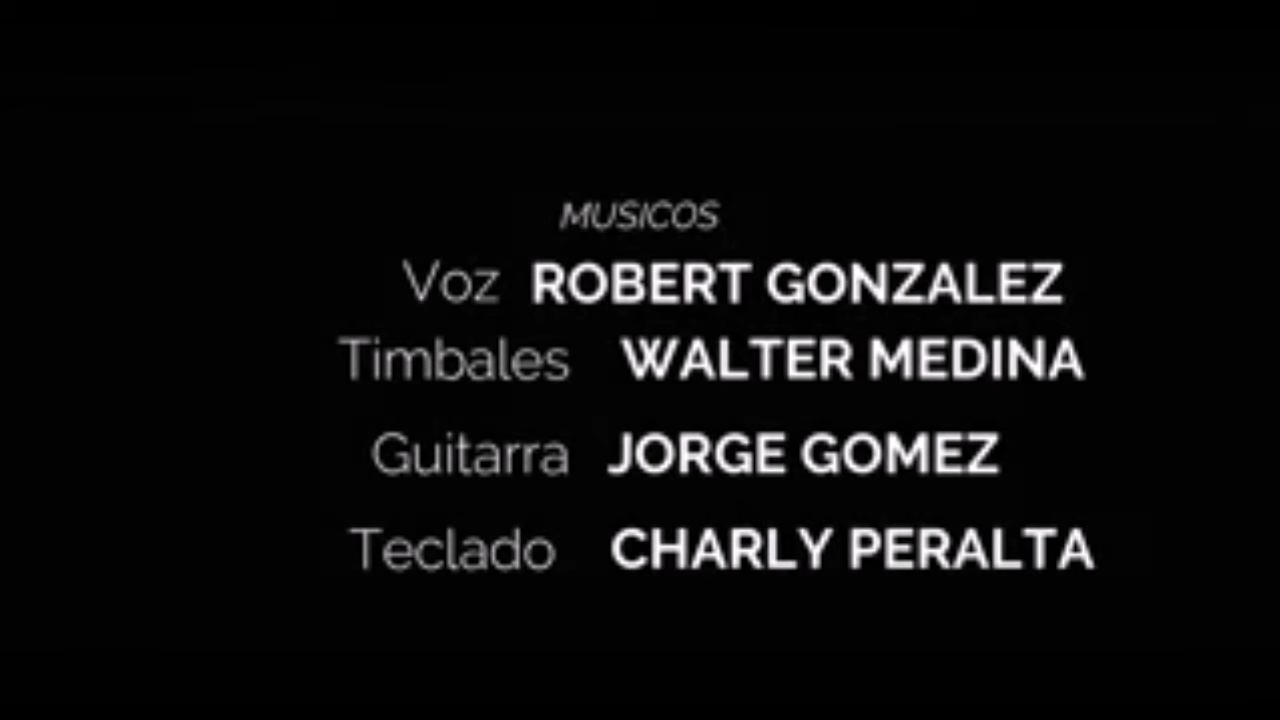 MUSICOS
Voz ROBERT GONZALEZ
Timbales WALTER MEDINA
Guitarra JORGE GOMEZ
Teclado CHARLY PERALTA